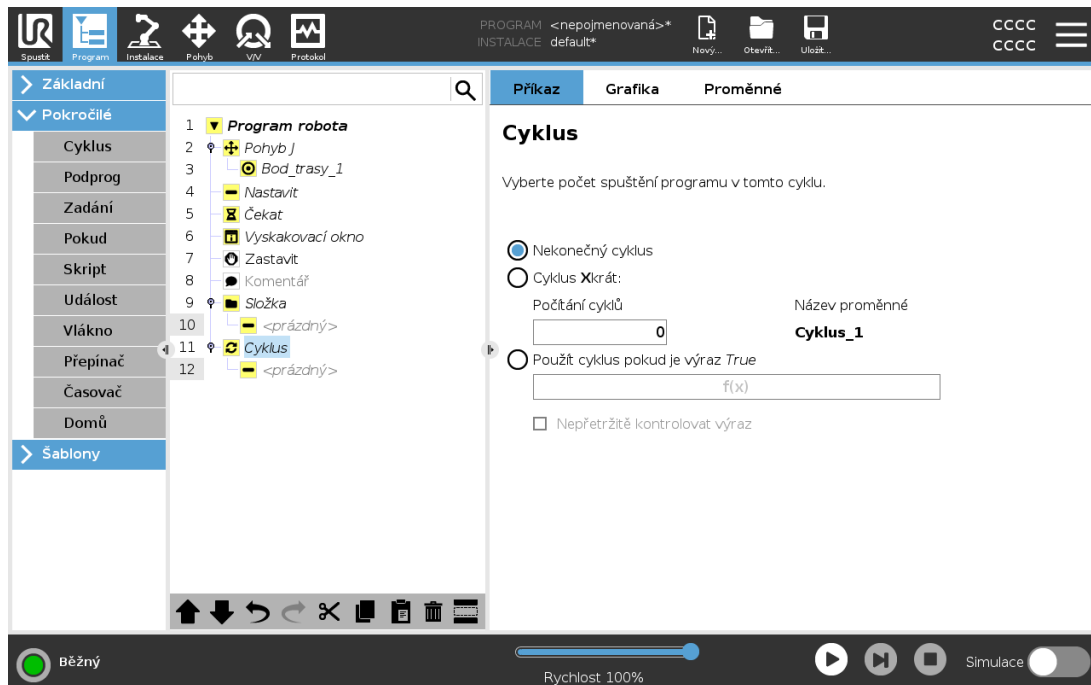 UR
Spustit
Program
Instalace
Pohyb
V/V
Protokol
PROGRAM <nepojmenovaná>*
INSTALACE default*
Nový...
Otevřít...
Uložit...
CCCC
CCCC
Základní
Pokročilé
Cyklus
Podprog
Zadání
Pokud
Skript
Událost
Vlákno
Přepínač
Časovač
Domů
Šablony
1 Program robota
2 Pohyb J
3 Bod_trasy_1
4 Nastavit
5 Čekat
6 Vyskakovací okno
7 Zastavit
8 Komentář
9 Složka
10 <prázdný>
11 Cyklus
12 <prázdný>
Příkaz Grafika Proměnné
Cyklus
Vyberte počet spuštění programu v tomto cyklu.
Nekonečný cyklus
Cyklus Xkrát:
Počítání cyklů Název proměnné
0 Cyklus_1
Použít cyklus pokud je výraz True
f(x)
Nepřetržitě kontrolovat výraz
Běžný
Rychlost 100%
Simulace